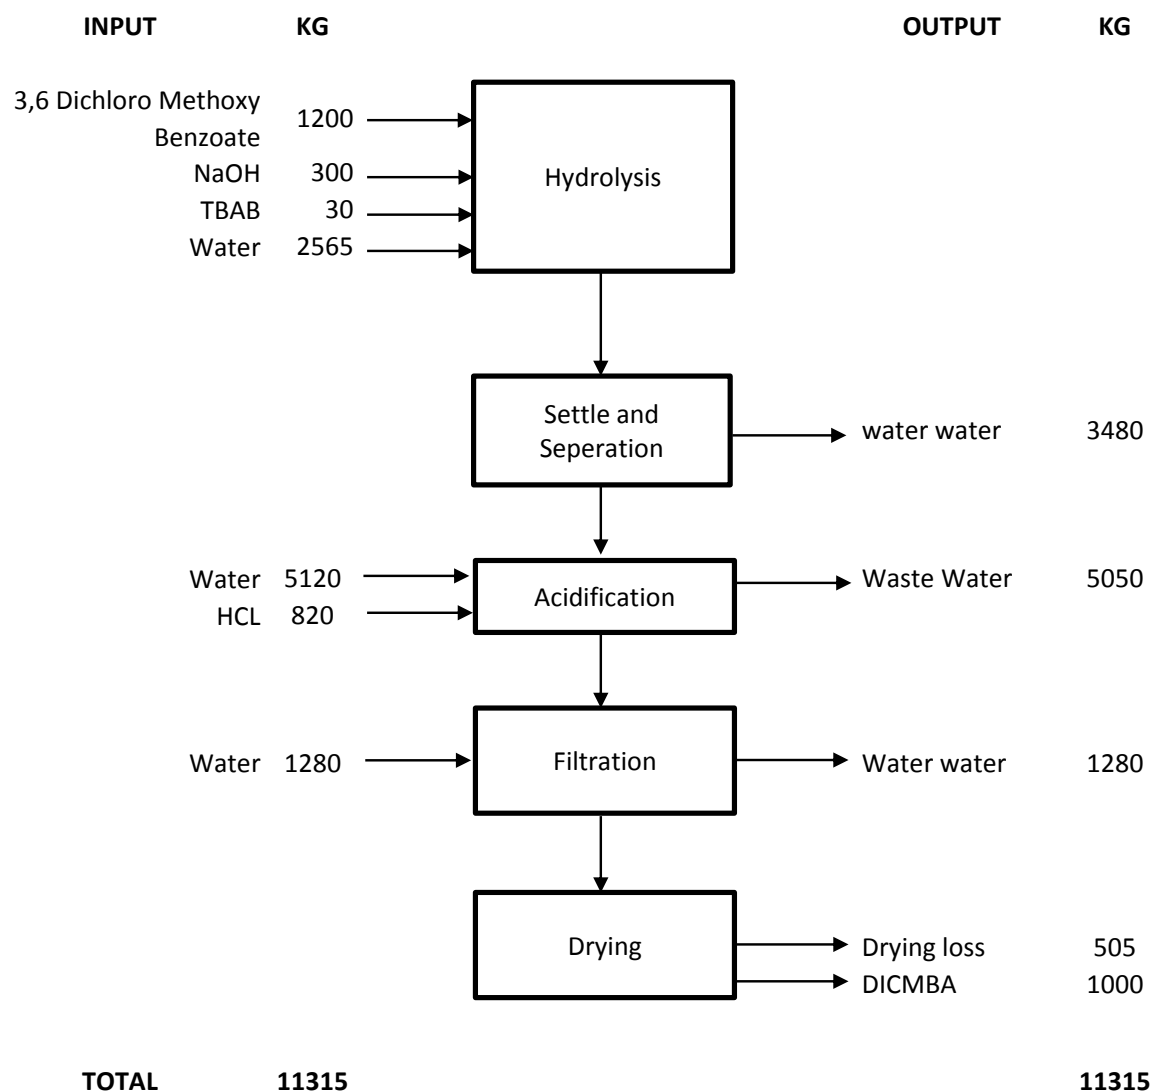 INPUT KG OUTPUT KG
3,6 Dichloro Methoxy
Benzoate 1200
NaOH 300
TBAB 30
Water 2565
Hydrolysis
Settle and
Seperation
water water 3480
Water 5120
HCL 820
Acidification
Waste Water 5050
Water 1280
Filtration
Water water 1280
Drying
Drying loss 505
DICMBA 1000
TOTAL 11315 11315